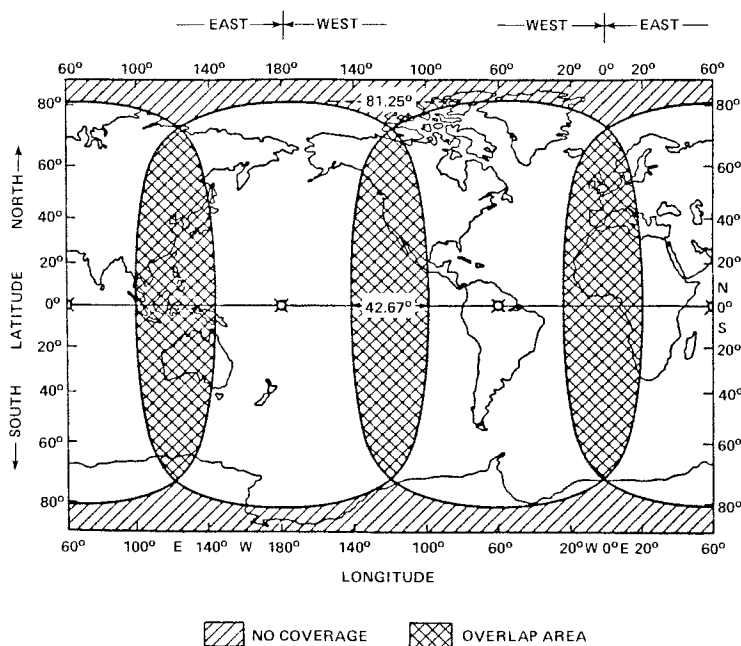 EAST WEST WEST EAST
60° 100° 140° 180° 140° 100° 60° 20° 0° 20° 60°
81.25°
80° 80°
60° 60°
40° 40°
20° 20°
N
0° 42.67° 0°
S
20° 20°
40° 40°
60° 60°
80° 80°
NORTH
LATITUDE
SOUTH
60° 100° E 140° W 180° 140° 100° 60° 20° W 0° E 20° 60°
LONGITUDE
NO COVERAGE OVERLAP AREA